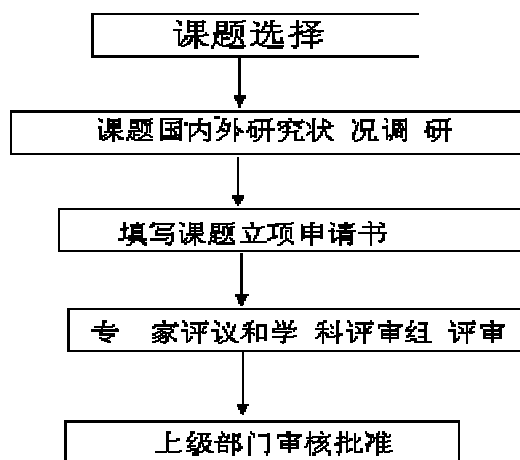 课题选择
课题国内外研究状 况调 研
填写课题立项申请书
专 家评议和学 科评审组 评审
上级部门审核批准